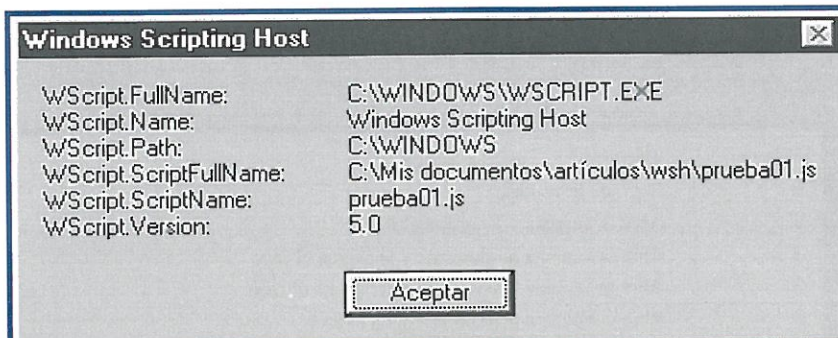 Windows Scripting Host
WScript.FullName: C:\WINDOWS\WSCRIPT.EXE
WScript.Name: Windows Scripting Host
WScript.Path: C:\WINDOWS
WScript.ScriptFullName: C:\Mis documentos\artículos\wsh\prueba01.js
WScript.ScriptName: prueba01.js
WScript.Version: 5.0
Aceptar